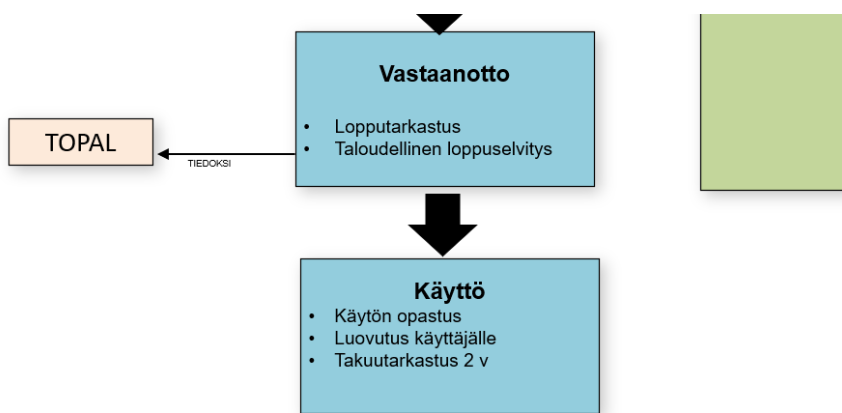 Vastaanotto
• Lopputarkastus
• Taloudellinen loppuselvitys
TOPAL
TIEDOKSI
Käyttö
• Käytön opastus
• Luovutus käyttäjälle
• Takuutarkastus 2 v